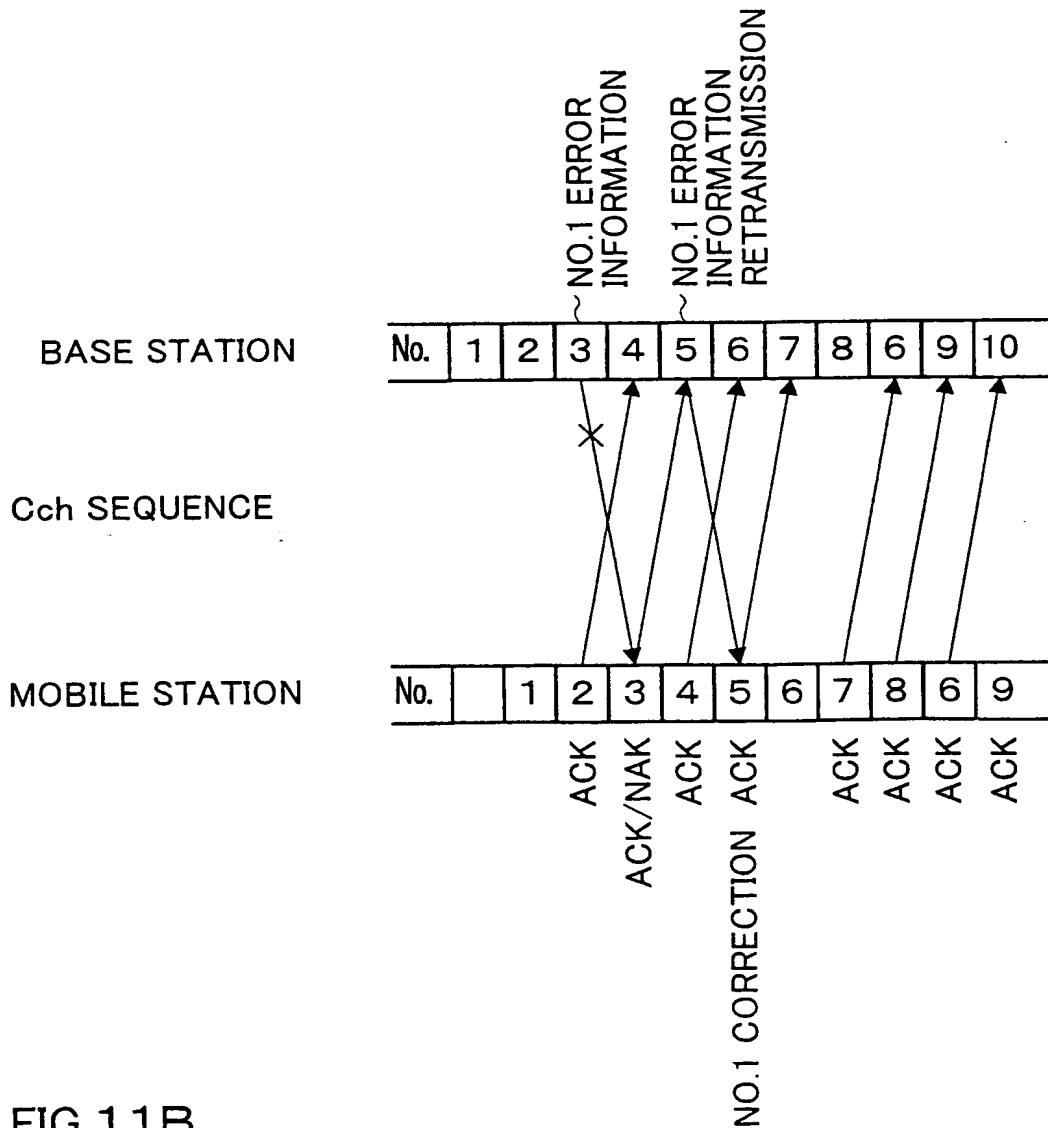 NO.1 ERROR
INFORMATION
NO.1 ERROR
INFORMATION
RETRANSMISSION
BASE STATION
No. 1 2 3 4 5 6 7 8 6 9 10
Cch SEQUENCE
MOBILE STATION
No. 1 2 3 4 5 6 7 8 6 9
ACK
ACK/NAK
ACK
NO.1 CORRECTION ACK
ACK
ACK
ACK
ACK
FIG.11B